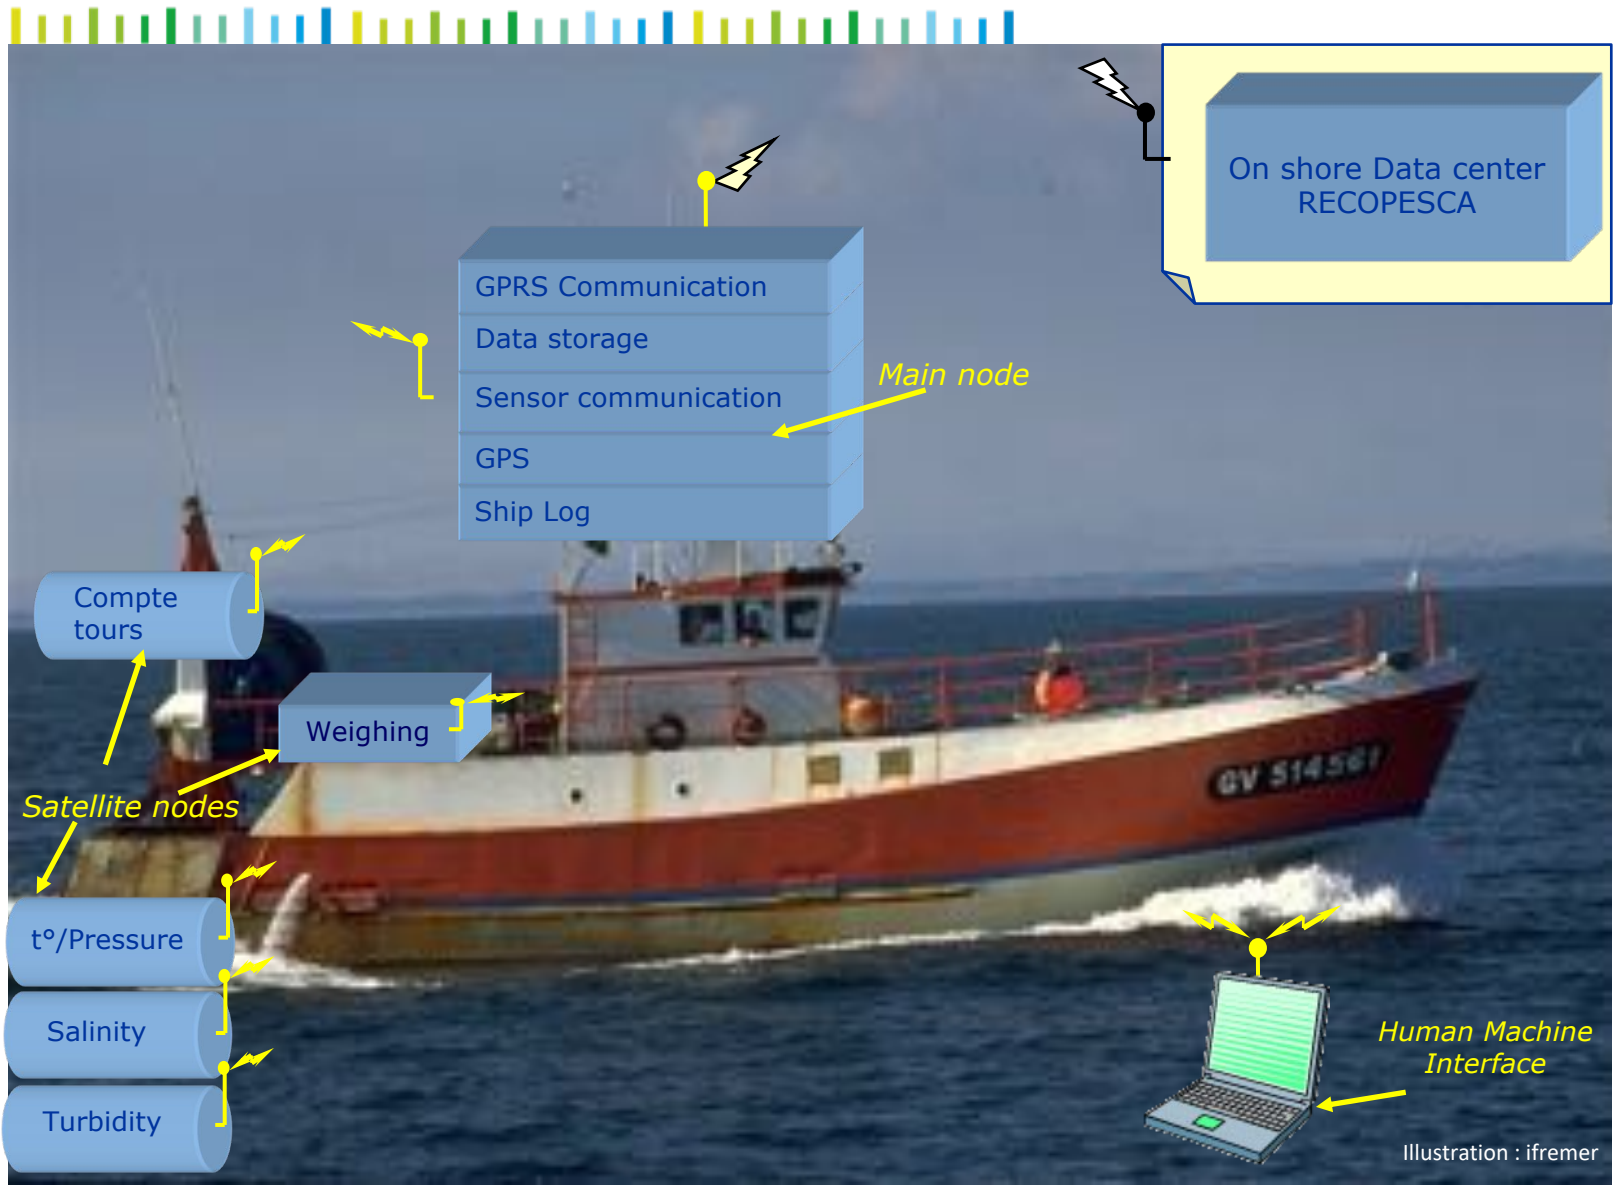 On shore Data center
RECOPESCA
GPRS Communication
Data storage
Sensor communication
GPS
Ship Log
Main node
Compte
tours
Weighing
Satellite nodes
GV 514561
t°/Pressure
Salinity
Turbidity
Human Machine
Interface
Illustration : ifremer